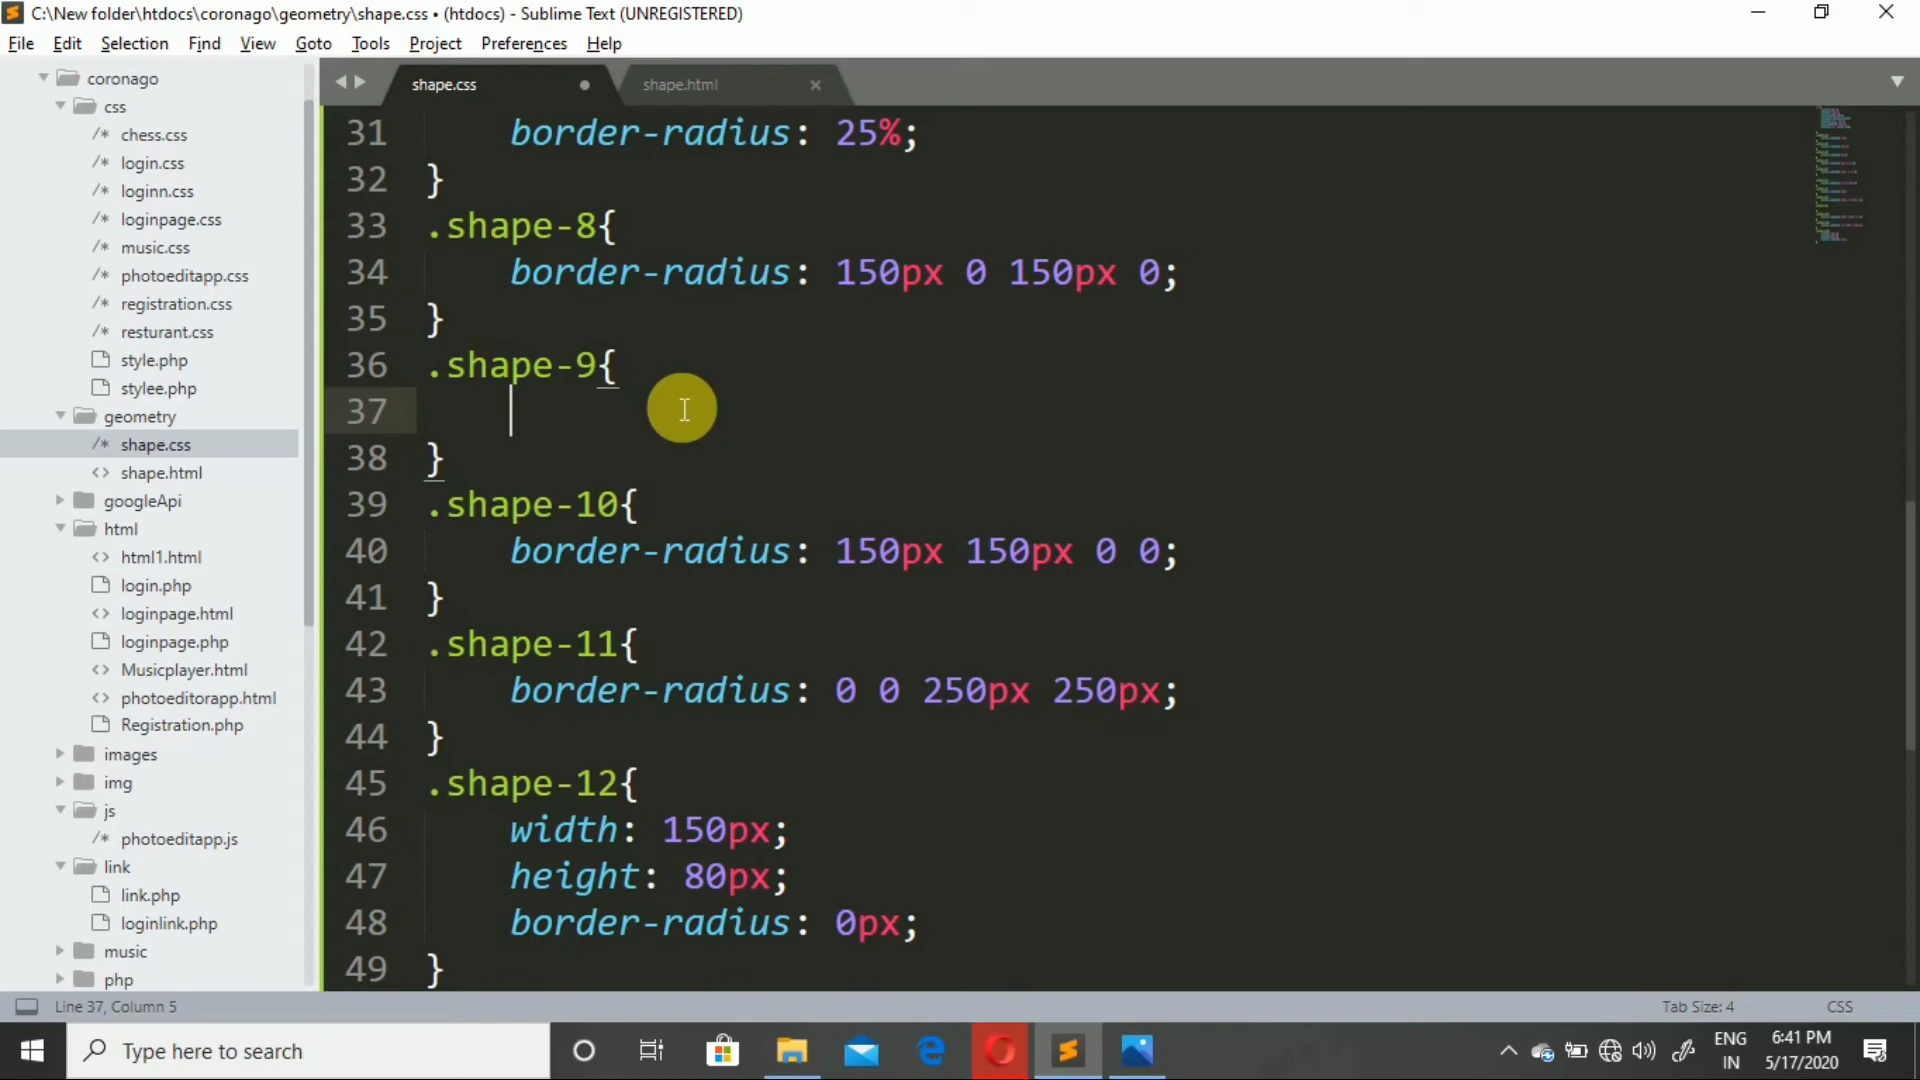 C:\New folder\htdocs\coronago\geometry\shape.css • (htdocs) - Sublime Text (UNREGISTERED)
File Edit Selection Find View Goto Tools Project Preferences Help
coronago
css
/* chess.css
/* login.css
/* loginn.css
/* loginpage.css
/* music.css
/* photoeditapp.css
/* registration.css
/* resturant.css
style.php
stylee.php
geometry
/* shape.css
<> shape.html
googleApi
html
<> html1.html
login.php
<> loginpage.html
loginpage.php
<> Musicplayer.html
<> photoeditorapp.html
Registration.php
images
img
js
/* photoeditapp.js
link
link.php
loginlink.php
music
php
shape.css
shape.html
31 border-radius: 25%;
32 }
33 .shape-8{
34 border-radius: 150px 0 150px 0;
35 }
36 .shape-9{
37
38 }
39 .shape-10{
40 border-radius: 150px 150px 0 0;
41 }
42 .shape-11{
43 border-radius: 0 0 250px 250px;
44 }
45 .shape-12{
46 width: 150px;
47 height: 80px;
48 border-radius: 0px;
49 }
Line 37, Column 5
Tab Size: 4
CSS
Type here to search
ENG
IN
6:41 PM
5/17/2020